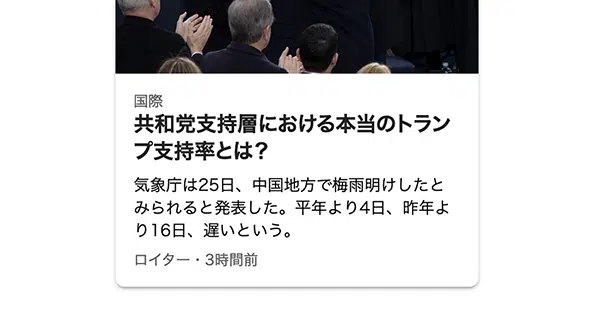 国際
共和党支持層における本当のトラン
プ支持率とは？
気象庁は25日、中国地方で梅雨明けしたと
みられると発表した。平年より4日、昨年よ
り16日、遅いという。
ロイター・3時間前